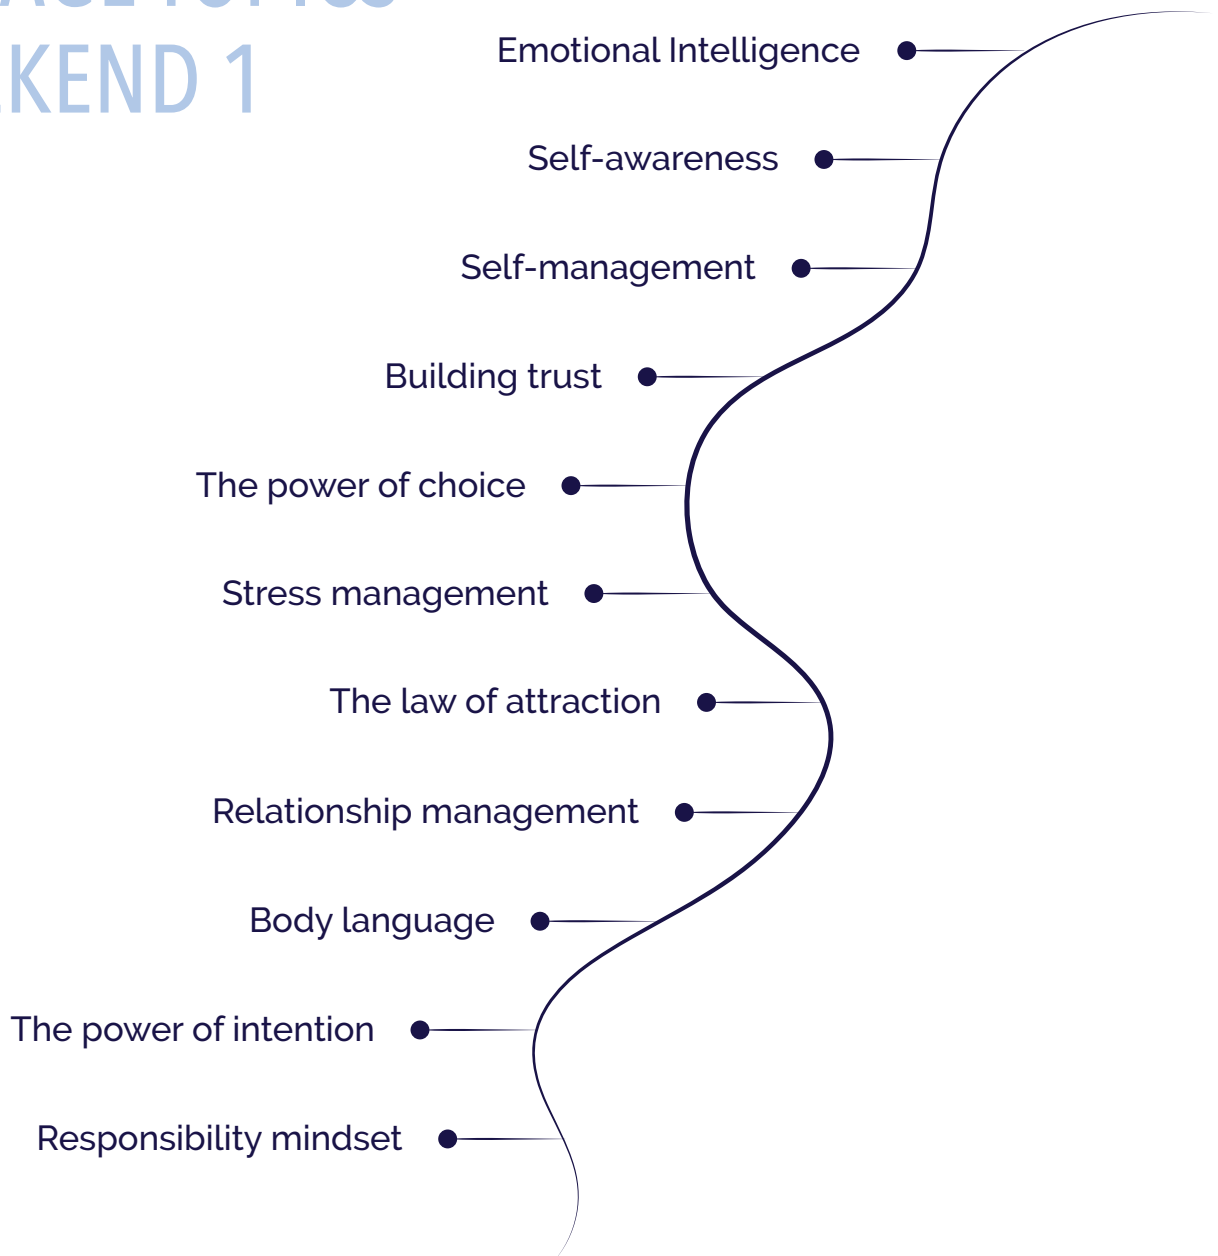 WEEKEND 1
Emotional Intelligence
Self-awareness
Self-management
Building trust
The power of choice
Stress management
The law of attraction
Relationship management
Body language
The power of intention
Responsibility mindset